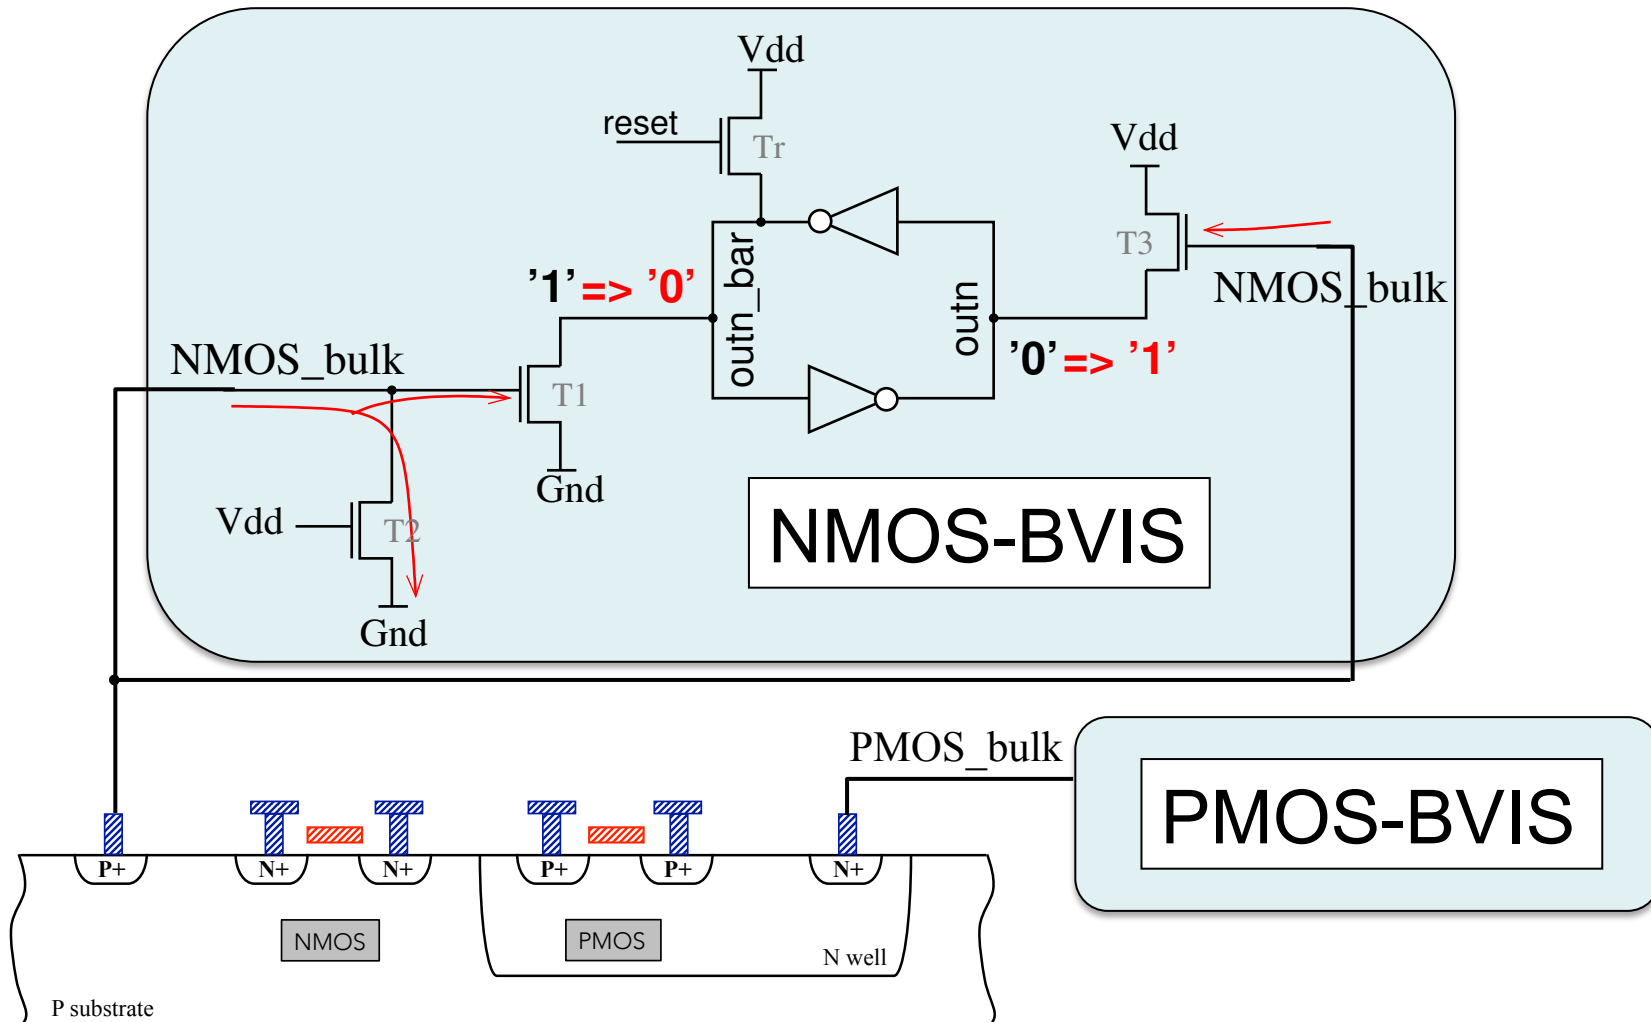 Vdd
reset
Tr
Vdd
T3
NMOS_bulk
outn_bar
outn
'1' => '0'
'0' => '1'
NMOS_bulk
T1
Gnd
Vdd
T2
Gnd
NMOS-BVIS
PMOS_bulk
PMOS-BVIS
P+
N+
N+
P+
P+
N+
NMOS
PMOS
N well
P substrate